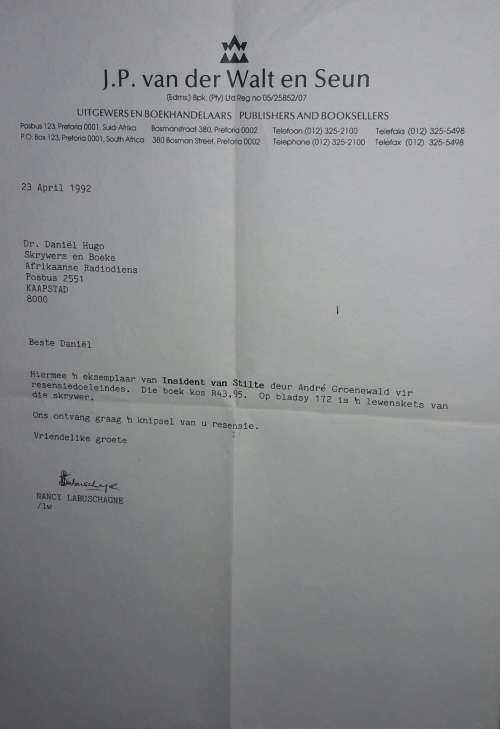 J.P. van der Walt en Seun
(Edms.) Bpk. (Pty) Ltd Reg no 05/25852/07
UITGEWERS EN BOEKHANDELAARS PUBLISHERS AND BOOKSELLERS
Posbus 123, Pretoria 0001, Suid-Afrika Bosmanstraat 380, Pretoria 0002 Telefoon (012) 325-2100 Telefaks (012) 325-5498
P.O. Box 123, Pretoria 0001, South Africa 380 Bosman Street, Pretoria 0002 Telephone (012) 325-2100 Telefax (012) 325-5498
23 April 1992
Dr. Daniël Hugo
Skrywers en Boeke
Afrikaanse Radiodiens
Posbus 2551
KAAPSTAD
8000
Beste Daniël
Hiermee 'n eksemplaar van Insident van Stilte deur André Groenewald vir
resensiedoeleindes. Die boek kos R43,95. Op bladsy 172 is 'n lewenskets van
die skrywer.
Ons ontvang graag 'n knipsel van u resensie.
Vriendelike groete
NANCY LABUSCHAGNE
/lw